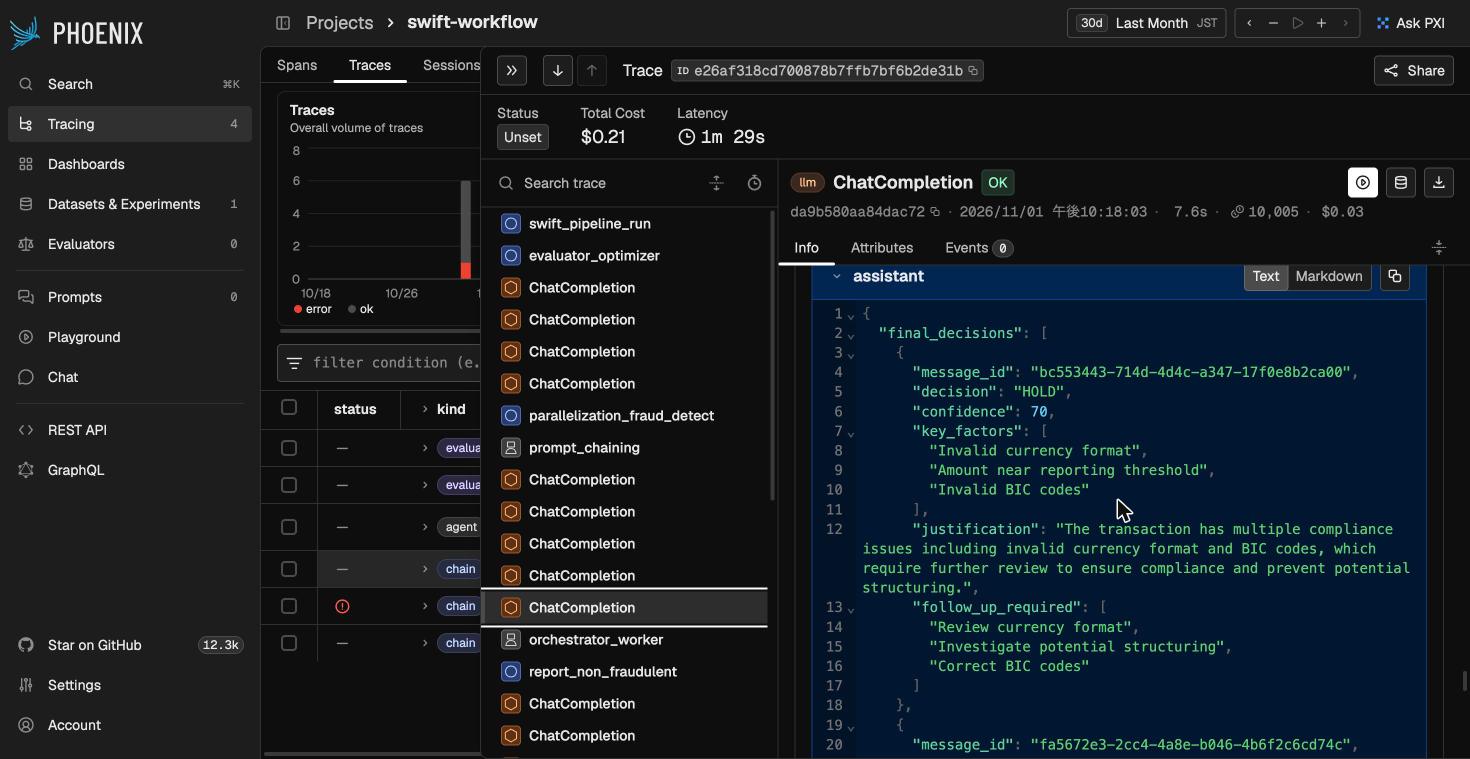 PHOENIX
Search ⌘K
Tracing 4
Dashboards
Datasets & Experiments 1
Evaluators 0
Prompts 0
Playground
Chat
REST API
GraphQL
Star on GitHub 12.3k
Settings
Account
Projects › swift-workflow
30d Last Month JST
Ask PXI
Spans Traces Sessions
Traces
Overall volume of traces
8
6
4
2
0
10/18 10/26 1
error ok
filter condition (e.
status kind
— evalua
— evalua
— agent
— chain
chain
— chain
Trace ID e26af318cd700878b7ffb7bf6b2de31b
Share
Status Total Cost Latency
Unset $0.21 1m 29s
Search trace
swift_pipeline_run
evaluator_optimizer
ChatCompletion
ChatCompletion
ChatCompletion
ChatCompletion
parallelization_fraud_detect
prompt_chaining
ChatCompletion
ChatCompletion
ChatCompletion
ChatCompletion
ChatCompletion
orchestrator_worker
report_non_fraudulent
ChatCompletion
ChatCompletion
llm ChatCompletion OK
da9b580aa84dac72 · 2026/11/01 午後10:18:03 · 7.6s · 10,005 · $0.03
Info Attributes Events 0
assistant Text Markdown
1 {
2 "final_decisions": [
3 {
4 "message_id": "bc553443-714d-4d4c-a347-17f0e8b2ca00",
5 "decision": "HOLD",
6 "confidence": 70,
7 "key_factors": [
8 "Invalid currency format",
9 "Amount near reporting threshold",
10 "Invalid BIC codes"
11 ],
12 "justification": "The transaction has multiple compliance
issues including invalid currency format and BIC codes, which
require further review to ensure compliance and prevent potential
structuring.",
13 "follow_up_required": [
14 "Review currency format",
15 "Investigate potential structuring",
16 "Correct BIC codes"
17 ]
18 },
19 {
20 "message_id": "fa5672e3-2cc4-4a8e-b046-4b6f2c6cd74c",